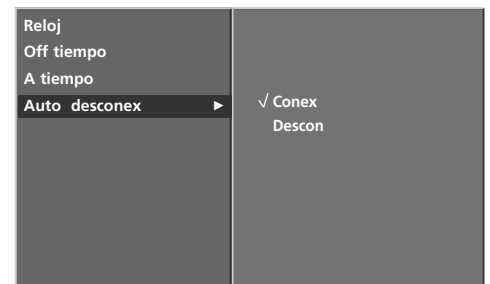 Reloj
Off tiempo
A tiempo
Auto desconex ►
√ Conex
Descon